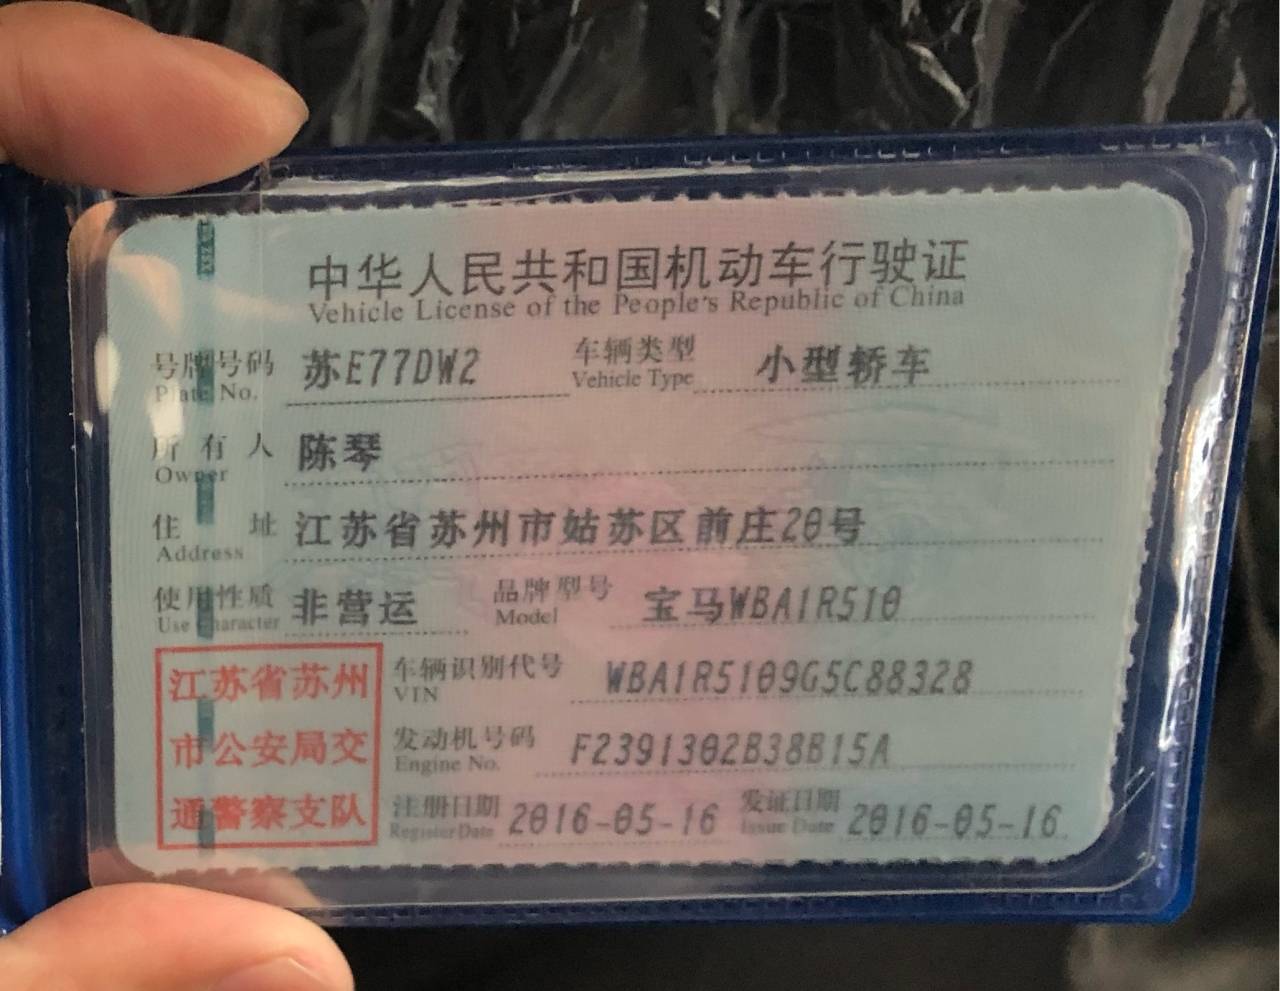 中华人民共和国机动车行驶证
Vehicle License of the People's Republic of China
号牌号码 苏E77DW2 车辆类型 小型轿车
Plate No. Vehicle Type
所有人 陈琴
Owner
住址 江苏省苏州市姑苏区前庄20号
Address
使用性质 非营运 品牌型号 宝马WBA1R510
Use Character Model
江苏省苏州
市公安局交
通警察支队
车辆识别代号 WBA1R5109G5C88328
VIN
发动机号码 F2391302B38B15A
Engine No.
注册日期 2016-05-16 发证日期 2016-05-16
Register Date Issue Date